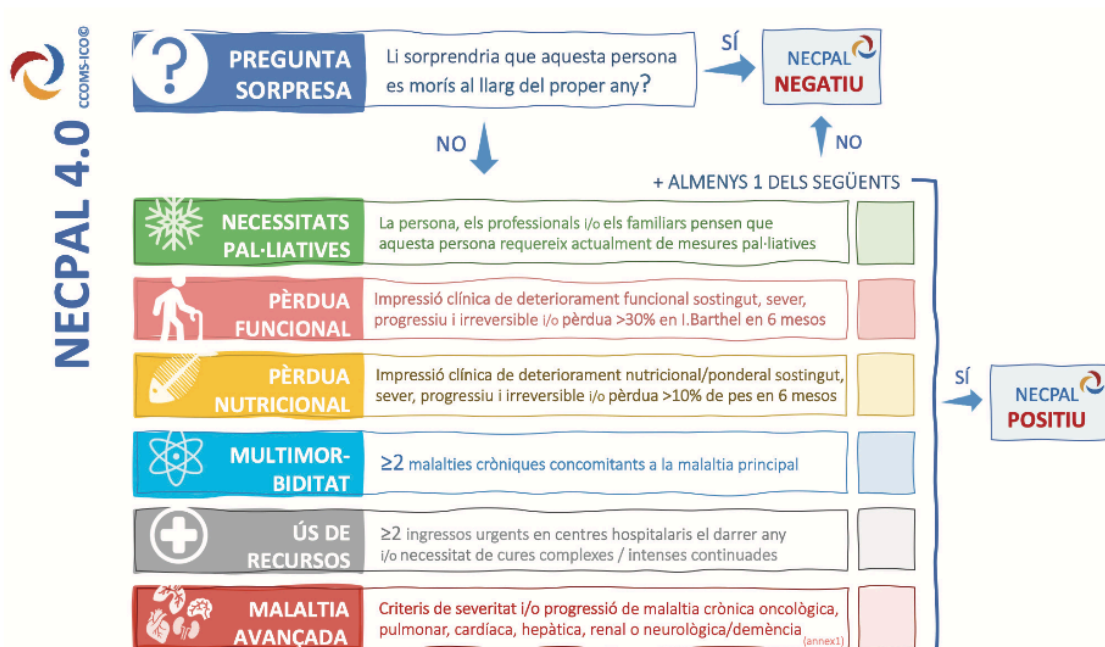 CCOMS-ICO©
NECPAL 4.0
?
PREGUNTA
SORPRESA
Li sorprendria que aquesta persona
es morís al llarg del proper any?
SÍ
NECPAL
NEGATIU
NO
NO
+ ALMENYS 1 DELS SEGÜENTS
NECESSITATS
PAL·LIATIVES
La persona, els professionals i/o els familiars pensen que
aquesta persona requereix actualment de mesures pal·liatives
PÈRDUA
FUNCIONAL
Impressió clínica de deteriorament funcional sostingut, sever,
progressiu i irreversible i/o pèrdua >30% en I.Barthel en 6 mesos
PÈRDUA
NUTRICIONAL
Impressió clínica de deteriorament nutricional/ponderal sostingut,
sever, progressiu i irreversible i/o pèrdua >10% de pes en 6 mesos
SÍ
NECPAL
POSITIU
MULTIMOR-
BIDITAT
≥2 malalties cròniques concomitants a la malaltia principal
ÚS DE
RECURSOS
≥2 ingressos urgents en centres hospitalaris el darrer any
i/o necessitat de cures complexes / intenses continuades
MALALTIA
AVANÇADA
Criteris de severitat i/o progressió de malaltia crònica oncològica,
pulmonar, cardíaca, hepàtica, renal o neurològica/demència
(annex1)